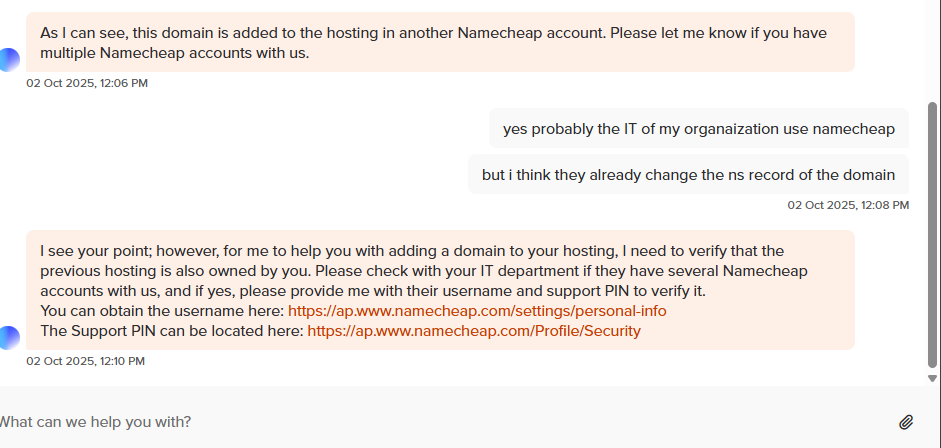 As I can see, this domain is added to the hosting in another Namecheap account. Please let me know if you have
multiple Namecheap accounts with us.
02 Oct 2025, 12:06 PM
yes probably the IT of my organaization use namecheap
but i think they already change the ns record of the domain
02 Oct 2025, 12:08 PM
I see your point; however, for me to help you with adding a domain to your hosting, I need to verify that the
previous hosting is also owned by you. Please check with your IT department if they have several Namecheap
accounts with us, and if yes, please provide me with their username and support PIN to verify it.
You can obtain the username here: https://ap.www.namecheap.com/settings/personal-info
The Support PIN can be located here: https://ap.www.namecheap.com/Profile/Security
02 Oct 2025, 12:10 PM
What can we help you with?